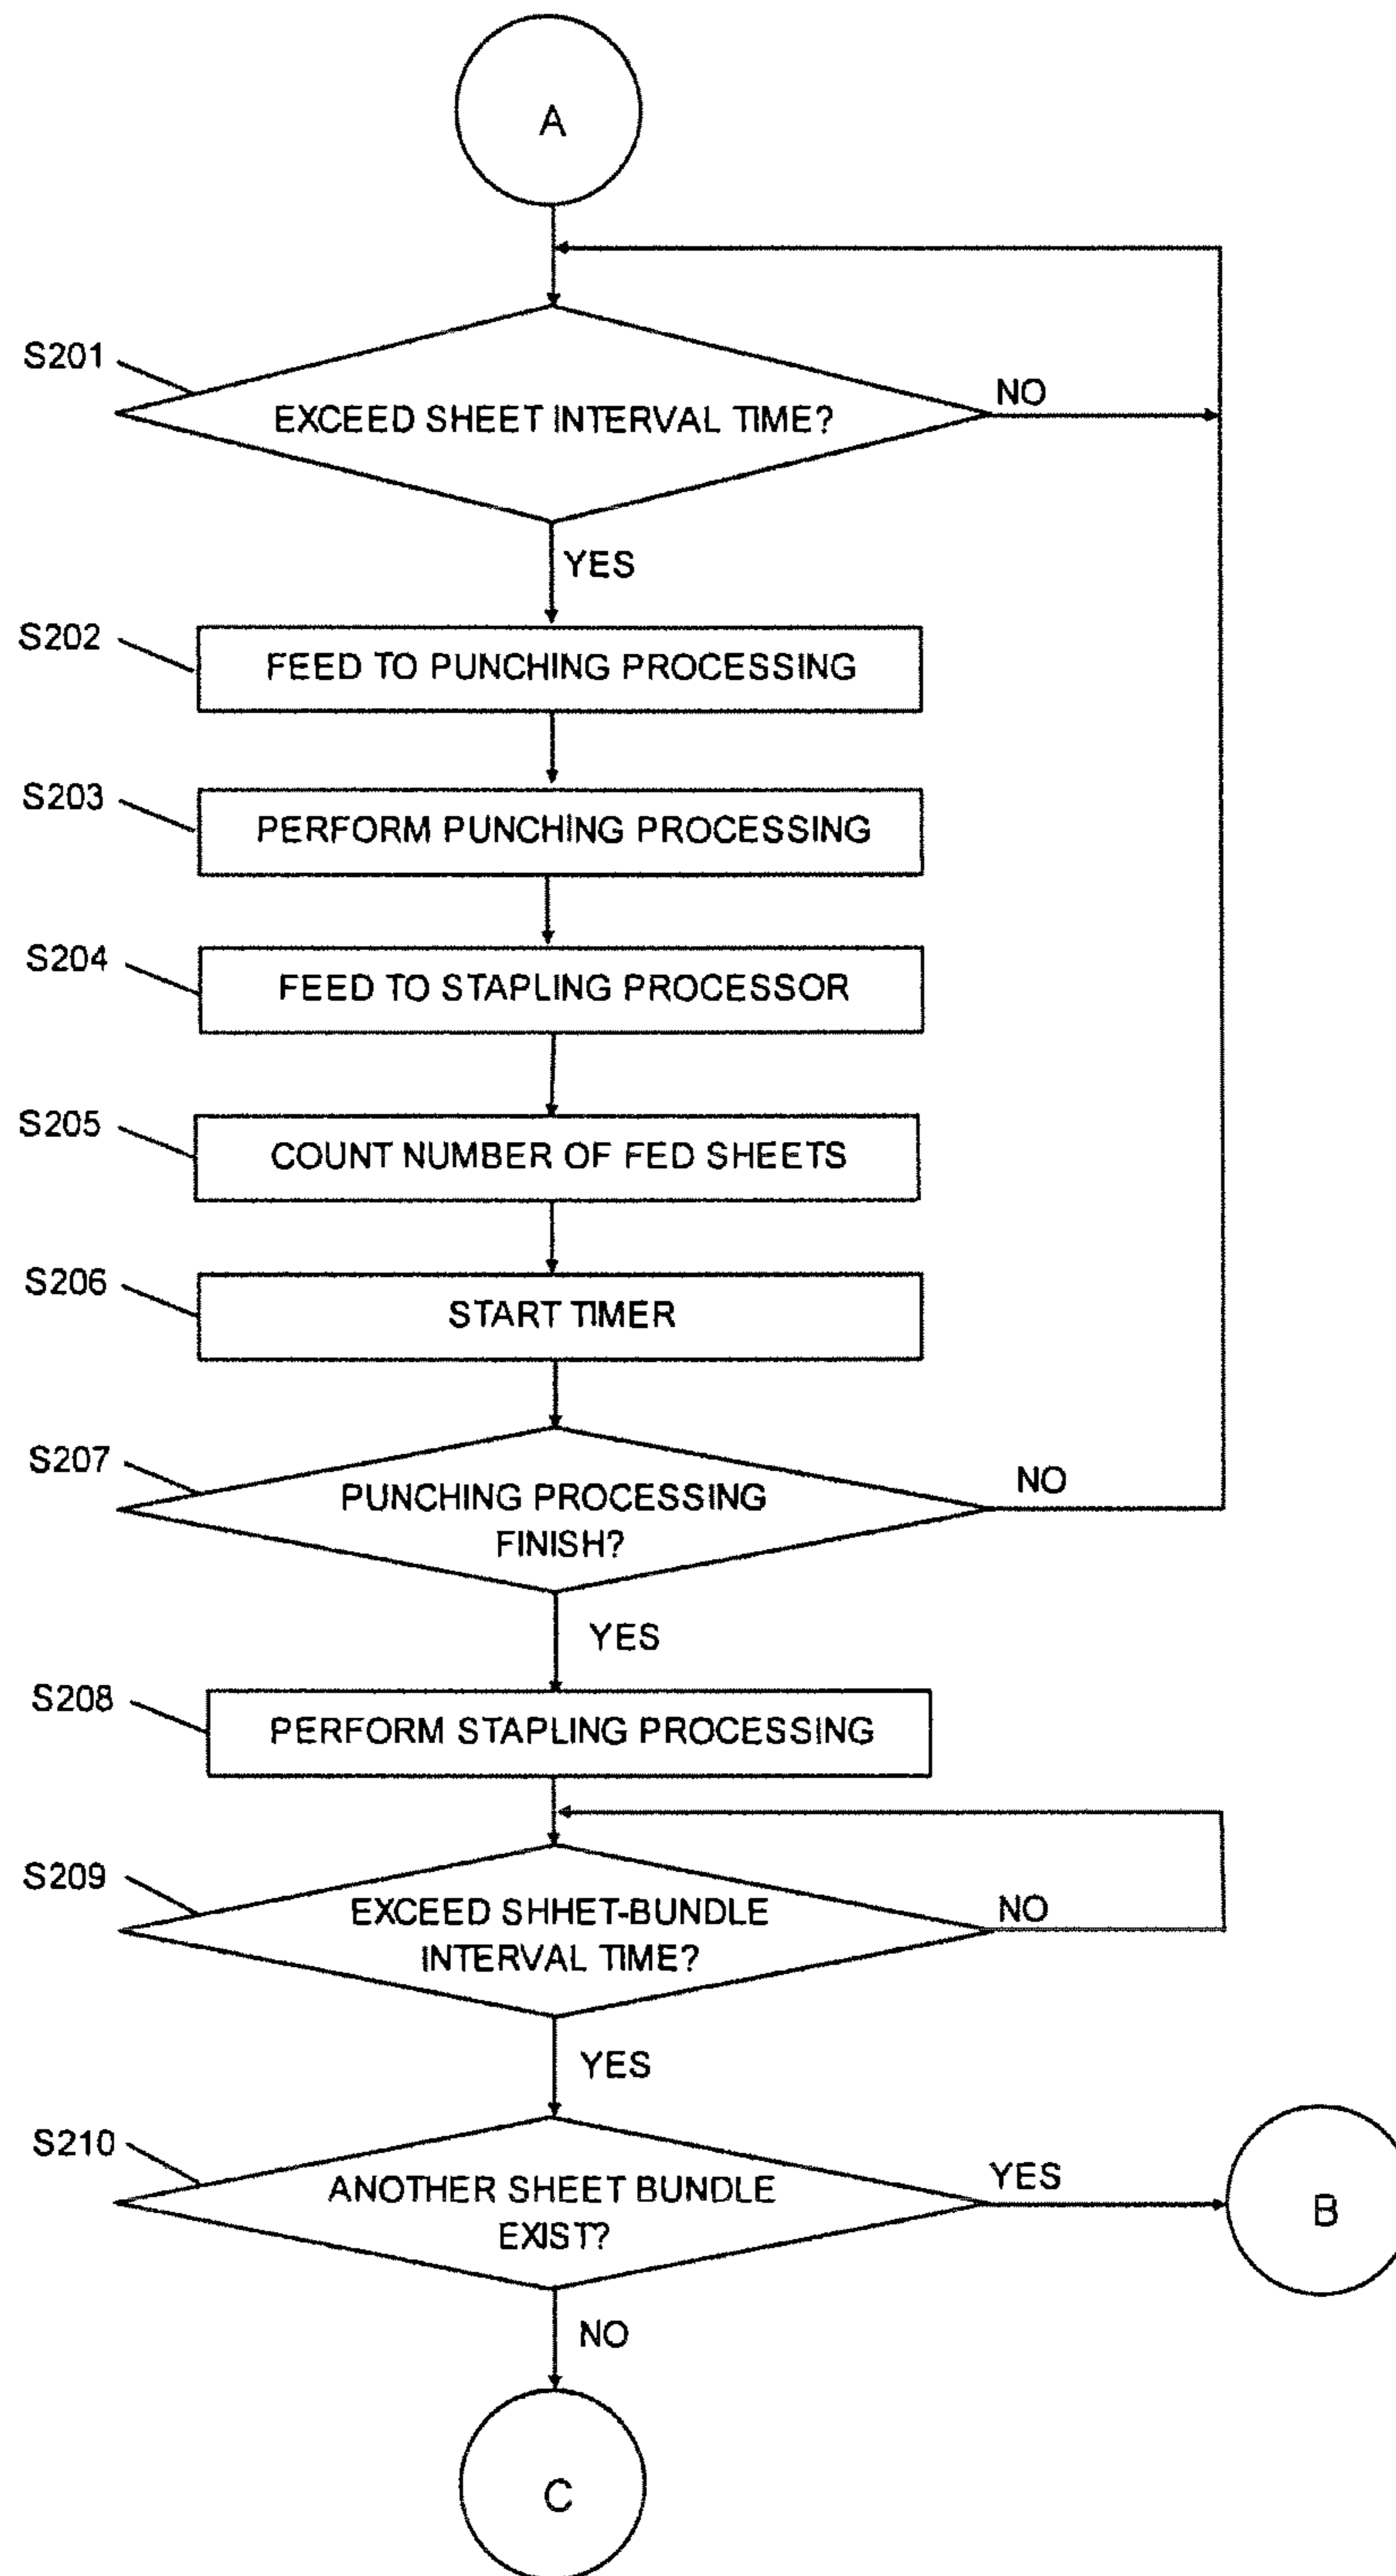 A
S201
EXCEED SHEET INTERVAL TIME?
NO
YES
S202
FEED TO PUNCHING PROCESSING
S203
PERFORM PUNCHING PROCESSING
S204
FEED TO STAPLING PROCESSOR
S205
COUNT NUMBER OF FED SHEETS
S206
START TIMER
S207
PUNCHING PROCESSING
FINISH?
NO
YES
S208
PERFORM STAPLING PROCESSING
S209
EXCEED SHHET-BUNDLE
INTERVAL TIME?
NO
YES
S210
ANOTHER SHEET BUNDLE
EXIST?
YES
B
NO
C